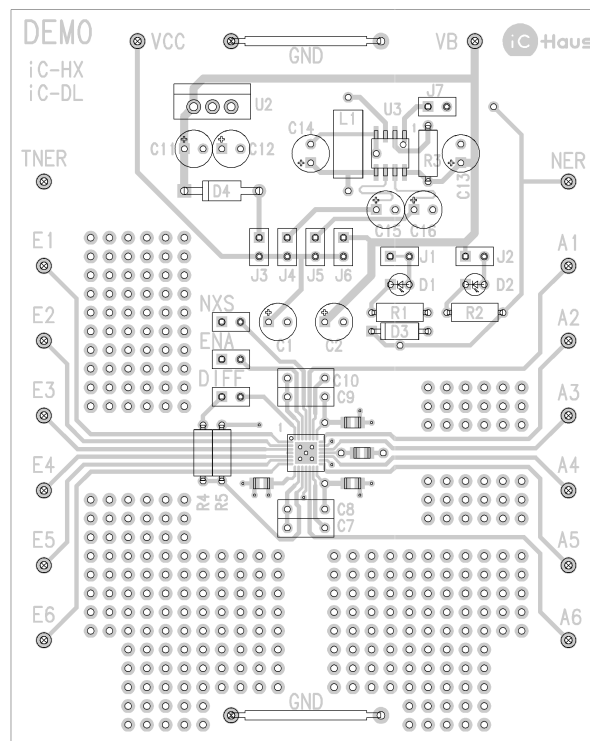 DEMO
VCC
GND
VB
iC Haus
iC-HX
iC-DL
J7
U2
U3
1
L1
C14
C11
C12
R3
C13
TNER
NER
D4
C15
C16
E1
J3
J4
J5
J6
J1
J2
A1
D1
D2
NXS
R1
R2
E2
C1
C2
D3
A2
ENA
DIFF
C10
C9
E3
A3
1
E4
A4
R4
R5
C8
C7
E5
A5
E6
A6
GND